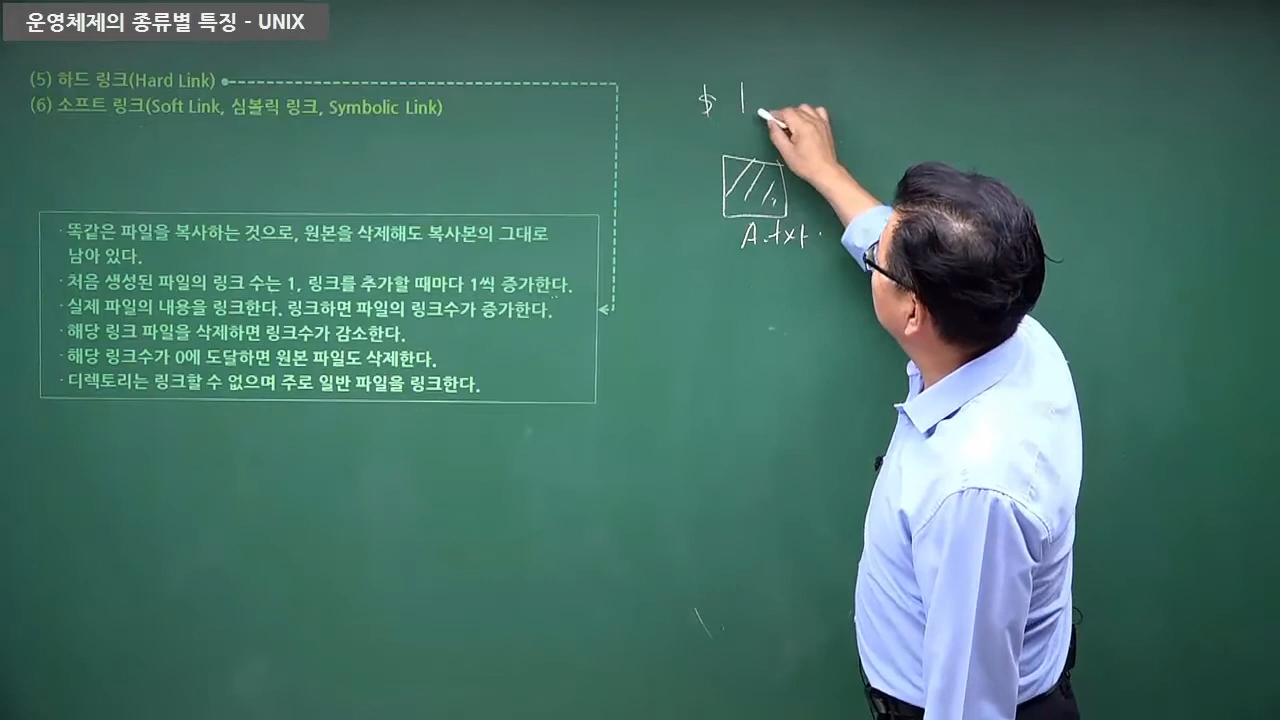 운영체제의 종류별 특징 - UNIX
(5) 하드 링크(Hard Link)
(6) 소프트 링크(Soft Link, 심볼릭 링크, Symbolic Link)
· 똑같은 파일을 복사하는 것으로, 원본을 삭제해도 복사본의 그대로
남아 있다.
· 처음 생성된 파일의 링크 수는 1, 링크를 추가할 때마다 1씩 증가한다.
· 실제 파일의 내용을 링크한다. 링크하면 파일의 링크수가 증가한다.
· 해당 링크 파일을 삭제하면 링크수가 감소한다.
· 해당 링크수가 0에 도달하면 원본 파일도 삭제한다.
· 디렉토리는 링크할 수 없으며 주로 일반 파일을 링크한다.
$ l
A.txt